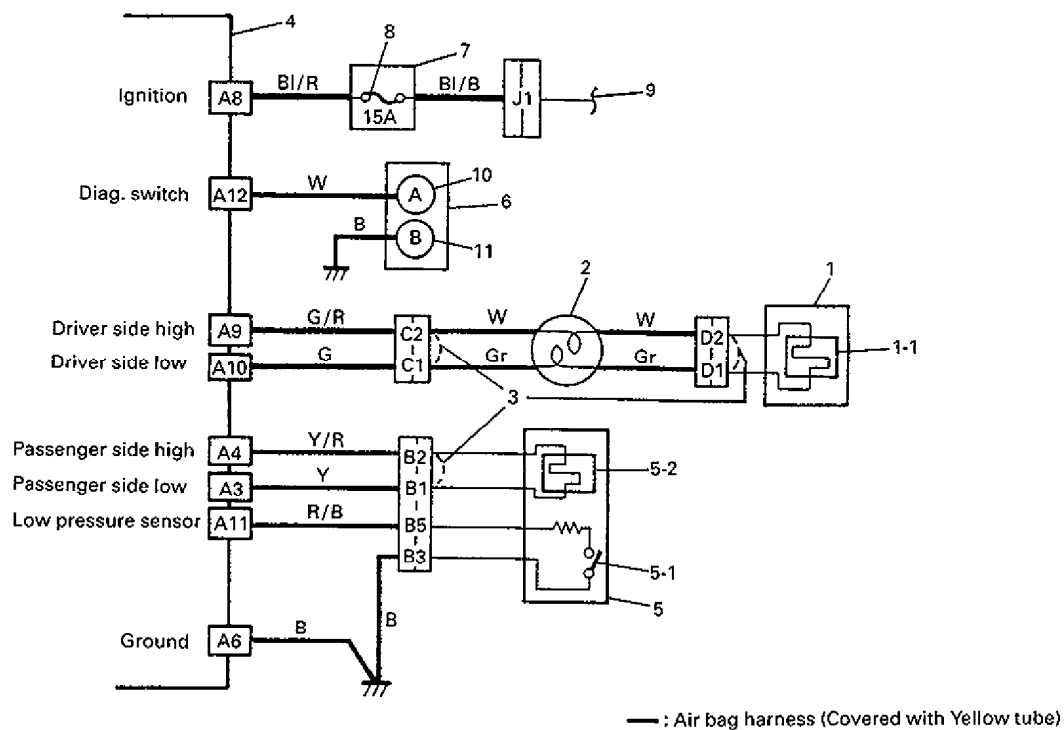 4
8
7
Ignition
A8
Bl/R
15A
Bl/B
J1
9
Diag. switch
A12
W
A
10
6
B
B
11
2
1
Driver side high
A9
G/R
C2
W
W
D2
1-1
Driver side low
A10
G
C1
Gr
Gr
D1
3
Passenger side high
A4
Y/R
B2
5-2
Passenger side low
A3
Y
B1
Low pressure sensor
A11
R/B
B5
B3
5-1
5
B
Ground
A6
B
: Air bag harness (Covered with Yellow tube)